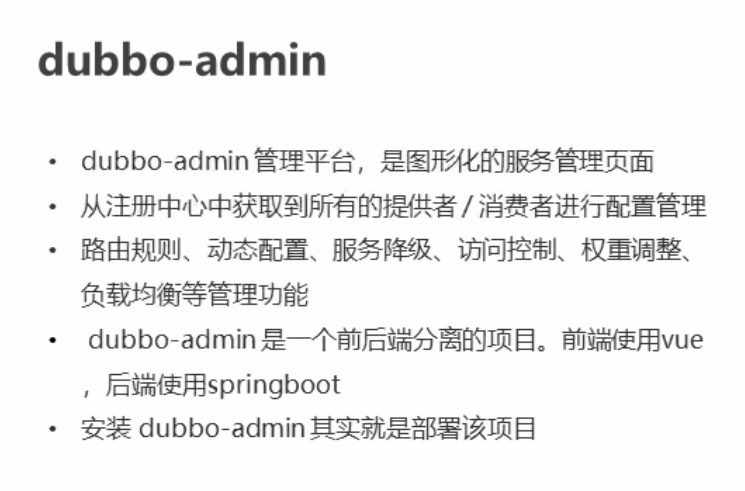 dubbo-admin
• dubbo-admin 管理平台，是图形化的服务管理页面
• 从注册中心中获取到所有的提供者 / 消费者进行配置管理
• 路由规则、动态配置、服务降级、访问控制、权重调整、
负载均衡等管理功能
• dubbo-admin 是一个前后端分离的项目。前端使用vue
，后端使用springboot
• 安装 dubbo-admin 其实就是部署该项目